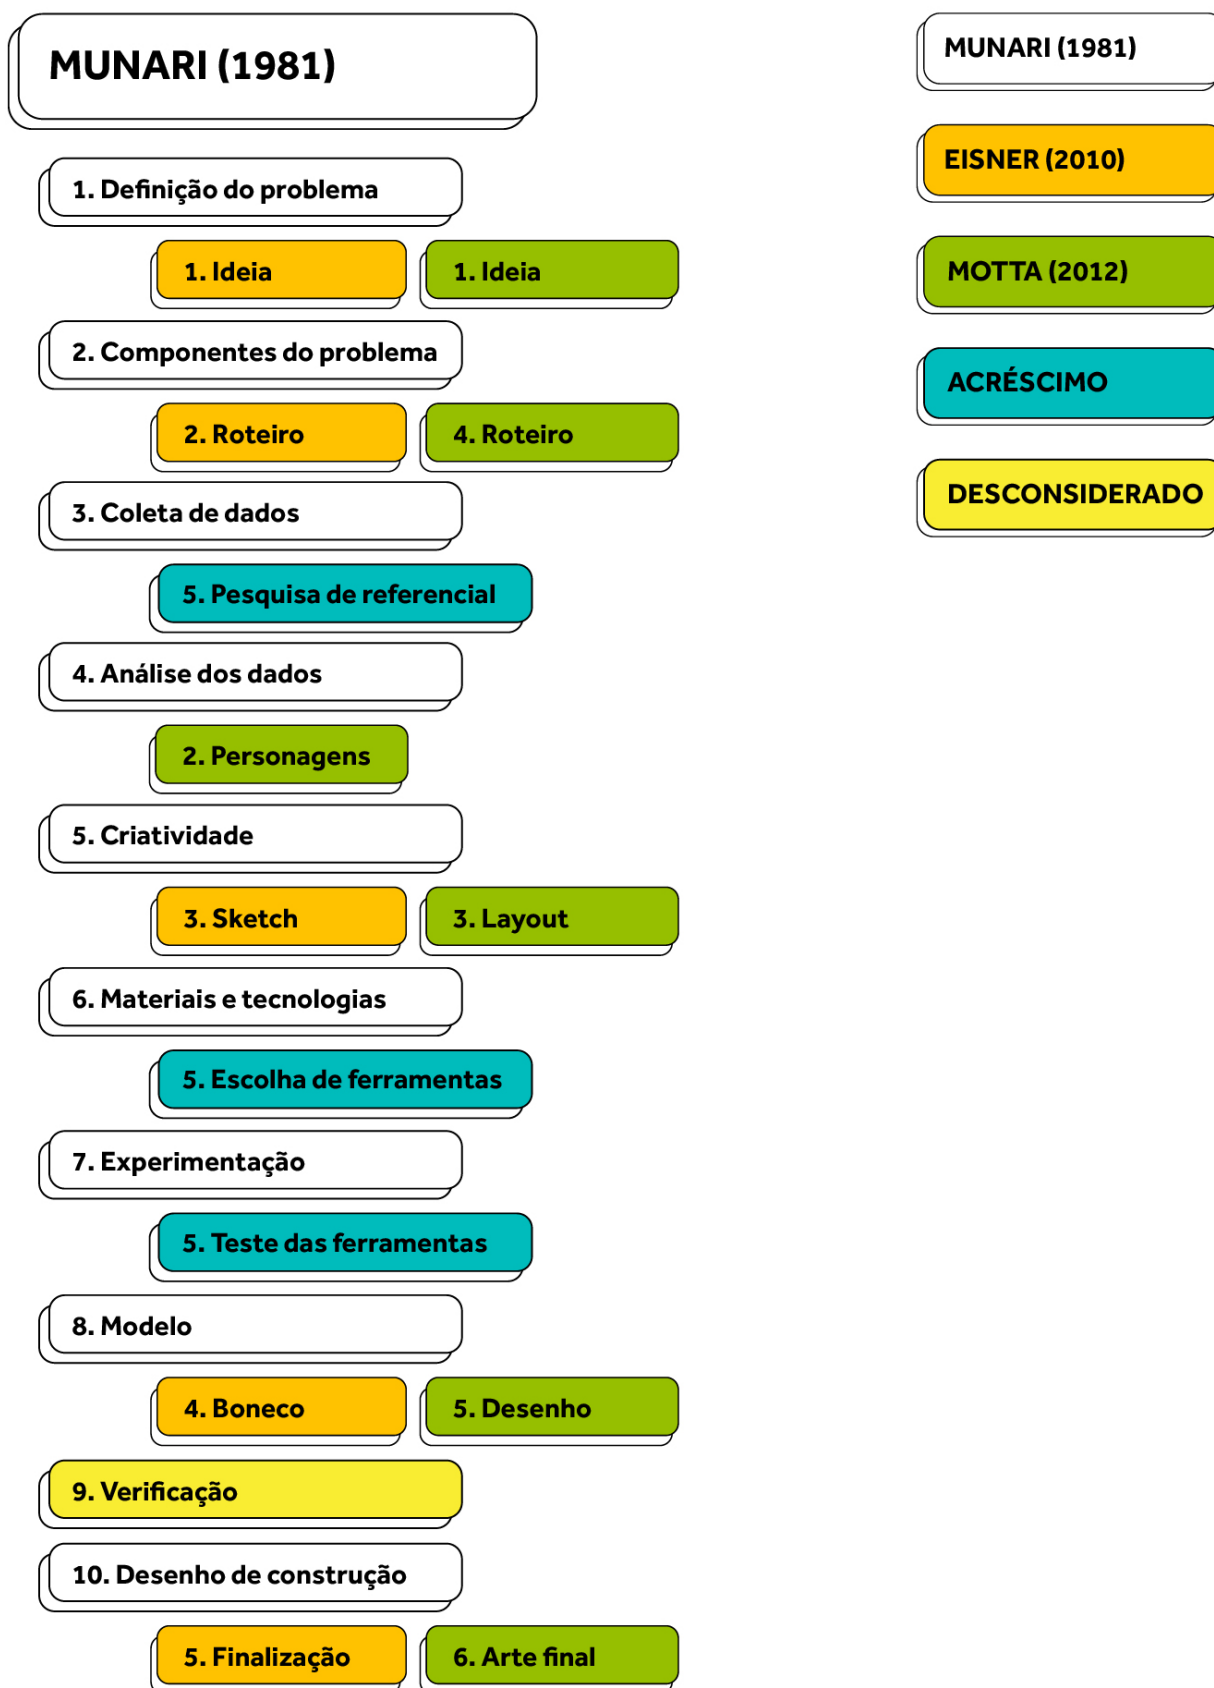 MUNARI (1981)
1. Definição do problema
1. Ideia
1. Ideia
2. Componentes do problema
2. Roteiro
4. Roteiro
3. Coleta de dados
5. Pesquisa de referencial
4. Análise dos dados
2. Personagens
5. Criatividade
3. Sketch
3. Layout
6. Materiais e tecnologias
5. Escolha de ferramentas
7. Experimentação
5. Teste das ferramentas
8. Modelo
4. Boneco
5. Desenho
9. Verificação
10. Desenho de construção
5. Finalização
6. Arte final
MUNARI (1981)
EISNER (2010)
MOTTA (2012)
ACRÉSCIMO
DESCONSIDERADO